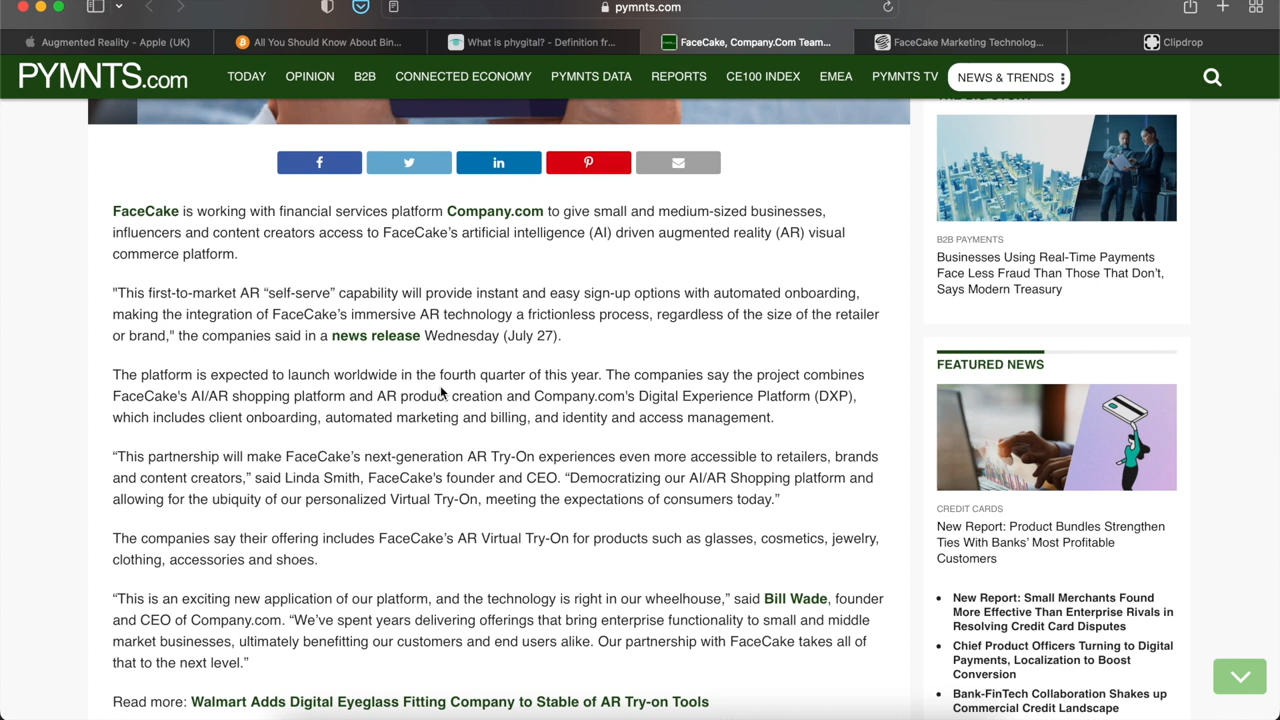 pymnts.com
Augmented Reality - Apple (UK)
All You Should Know About Bin...
What is phygital? - Definition fr...
FaceCake, Company.Com Team...
FaceCake Marketing Technolog...
Clipdrop
PYMNTS.com
TODAY
OPINION
B2B
CONNECTED ECONOMY
PYMNTS DATA
REPORTS
CE100 INDEX
EMEA
PYMNTS TV
NEWS & TRENDS
FaceCake is working with financial services platform Company.com to give small and medium-sized businesses,
influencers and content creators access to FaceCake's artificial intelligence (AI) driven augmented reality (AR) visual
commerce platform.
"This first-to-market AR “self-serve” capability will provide instant and easy sign-up options with automated onboarding,
making the integration of FaceCake's immersive AR technology a frictionless process, regardless of the size of the retailer
or brand," the companies said in a news release Wednesday (July 27).
The platform is expected to launch worldwide in the fourth quarter of this year. The companies say the project combines
FaceCake's AI/AR shopping platform and AR product creation and Company.com's Digital Experience Platform (DXP),
which includes client onboarding, automated marketing and billing, and identity and access management.
“This partnership will make FaceCake's next-generation AR Try-On experiences even more accessible to retailers, brands
and content creators,” said Linda Smith, FaceCake's founder and CEO. “Democratizing our AI/AR Shopping platform and
allowing for the ubiquity of our personalized Virtual Try-On, meeting the expectations of consumers today.”
The companies say their offering includes FaceCake's AR Virtual Try-On for products such as glasses, cosmetics, jewelry,
clothing, accessories and shoes.
“This is an exciting new application of our platform, and the technology is right in our wheelhouse,” said Bill Wade, founder
and CEO of Company.com. “We've spent years delivering offerings that bring enterprise functionality to small and middle
market businesses, ultimately benefitting our customers and end users alike. Our partnership with FaceCake takes all of
that to the next level.”
Read more: Walmart Adds Digital Eyeglass Fitting Company to Stable of AR Try-on Tools
THE BIG STORY
B2B PAYMENTS
Businesses Using Real-Time Payments
Face Less Fraud Than Those That Don't,
Says Modern Treasury
FEATURED NEWS
CREDIT CARDS
New Report: Product Bundles Strengthen
Ties With Banks' Most Profitable
Customers
New Report: Small Merchants Found
More Effective Than Enterprise Rivals in
Resolving Credit Card Disputes
Chief Product Officers Turning to Digital
Payments, Localization to Boost
Conversion
Bank-FinTech Collaboration Shakes up
Commercial Credit Landscape